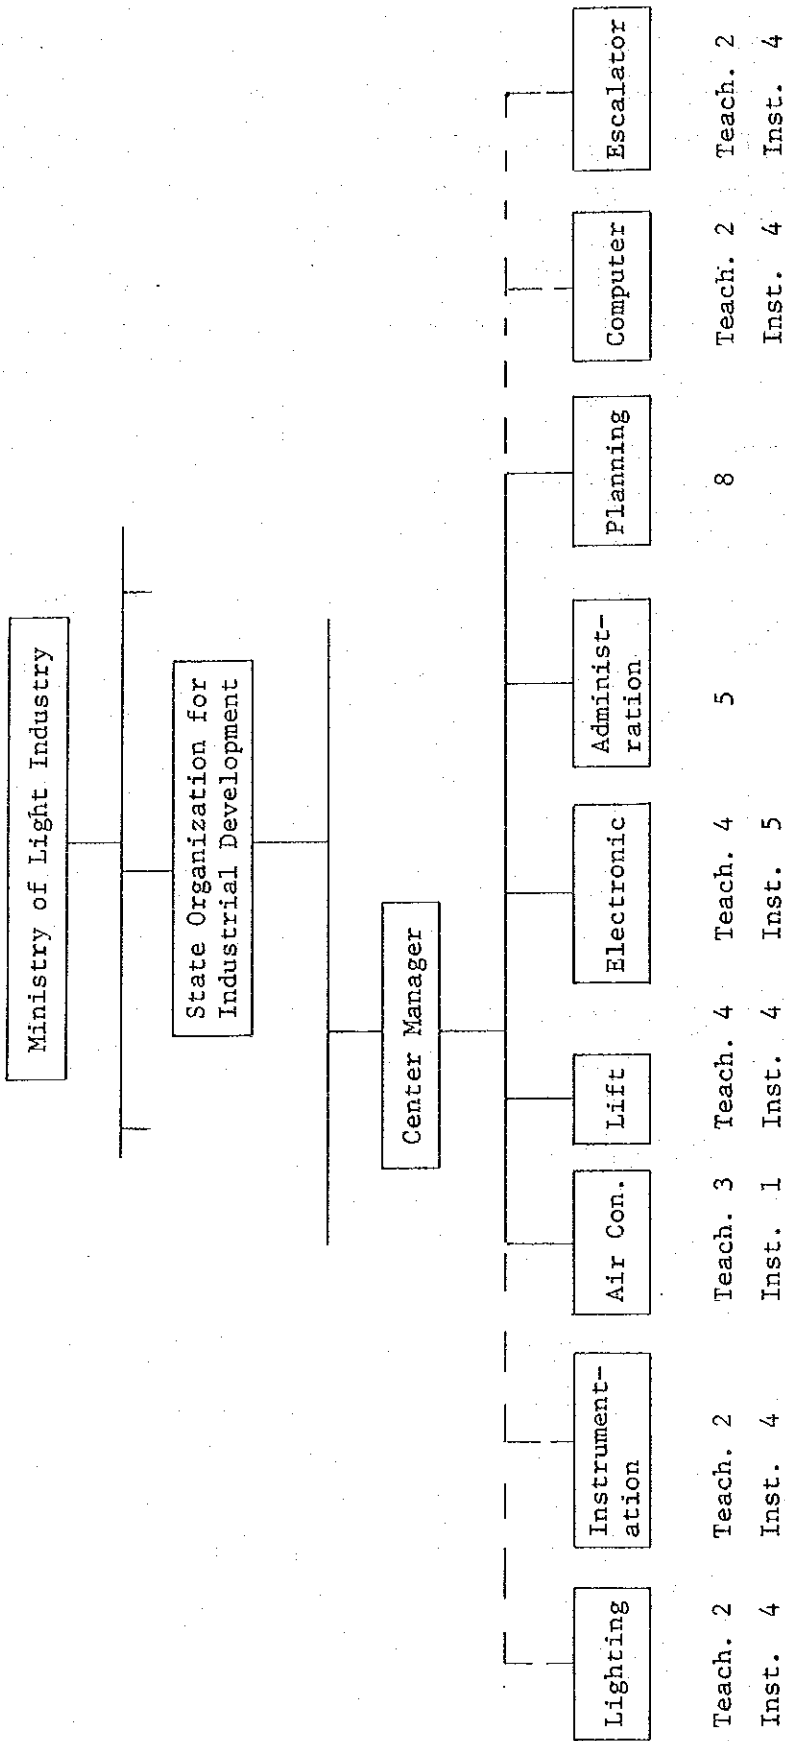 Ministry of Light Industry
State Organization for
Industrial Development
Center Manager
Lighting
Instrument-
ation
Air Con.
Lift
Electronic
Administ-
ration
Planning
Computer
Escalator
Teach. 2
Inst. 4
Teach. 2
Inst. 4
Teach. 3
Inst. 1
Teach. 4
Inst. 4
Teach. 4
Inst. 5
5
8
Teach. 2
Inst. 4
Teach. 2
Inst. 4